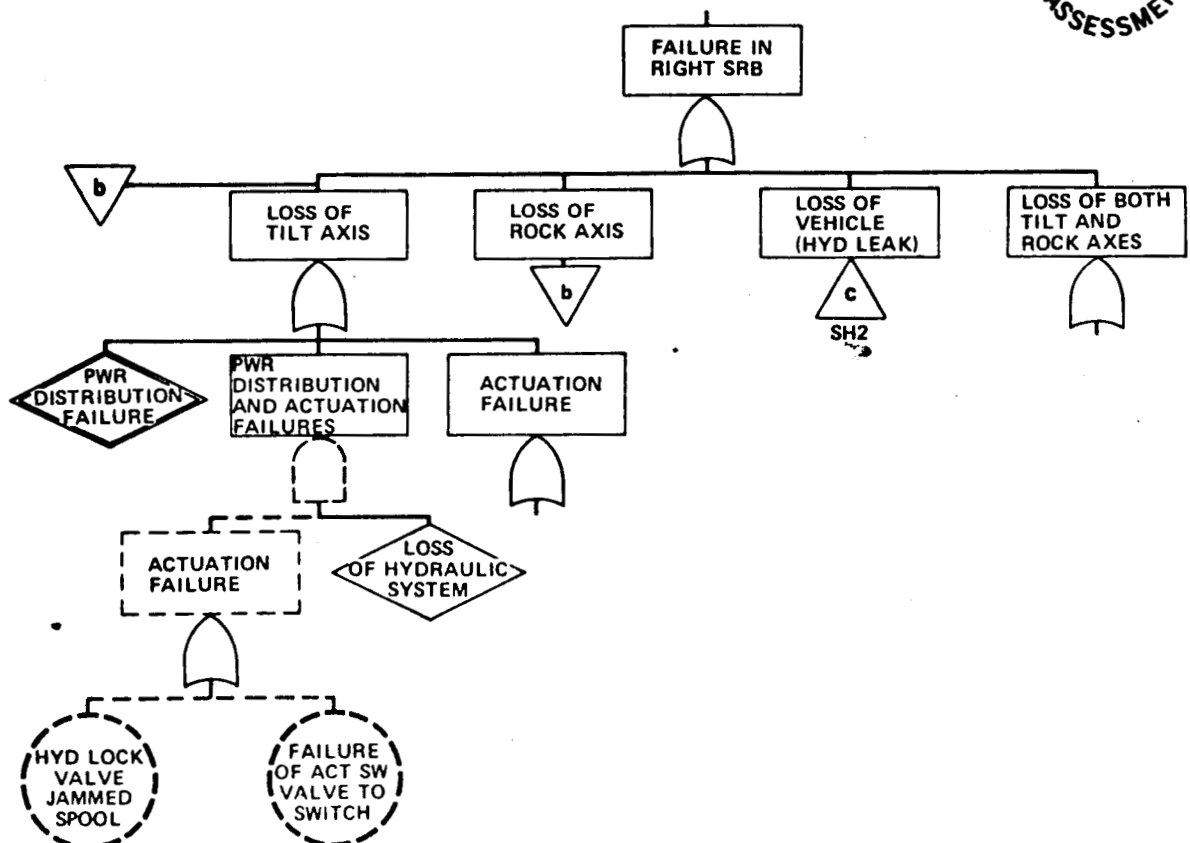 ASSESSMEN
FAILURE IN
RIGHT SRB
b
LOSS OF
TILT AXIS
LOSS OF
ROCK AXIS
LOSS OF
VEHICLE
(HYD LEAK)
LOSS OF BOTH
TILT AND
ROCK AXES
b
c
SH2
PWR
DISTRIBUTION
FAILURE
PWR
DISTRIBUTION
AND ACTUATION
FAILURES
ACTUATION
FAILURE
ACTUATION
FAILURE
LOSS
OF HYDRAULIC
SYSTEM
HYD LOCK
VALVE
JAMMED
SPOOL
FAILURE
OF ACT SW
VALVE TO
SWITCH